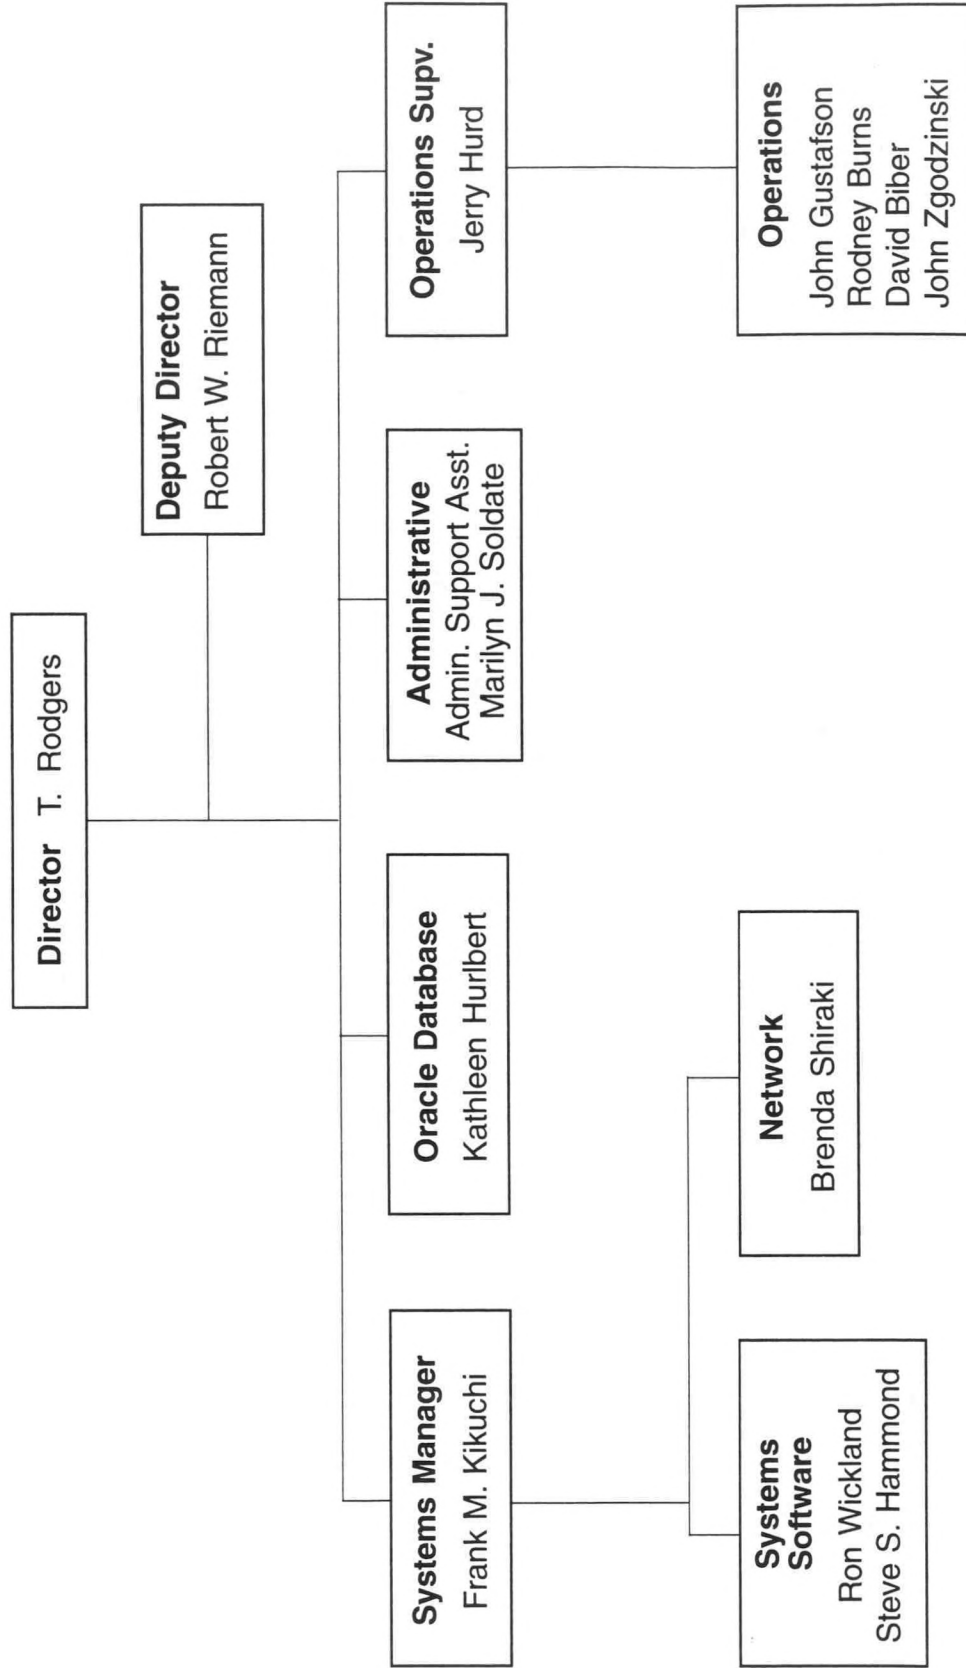 Director T. Rodgers
Deputy Director
Robert W. Riemann
Systems Manager
Frank M. Kikuchi
Oracle Database
Kathleen Hurlbert
Administrative
Admin. Support Asst.
Marilyn J. Soldate
Operations Supv.
Jerry Hurd
Systems
Software
Ron Wickland
Steve S. Hammond
Network
Brenda Shiraki
Operations
John Gustafson
Rodney Burns
David Biber
John Zgodzinski